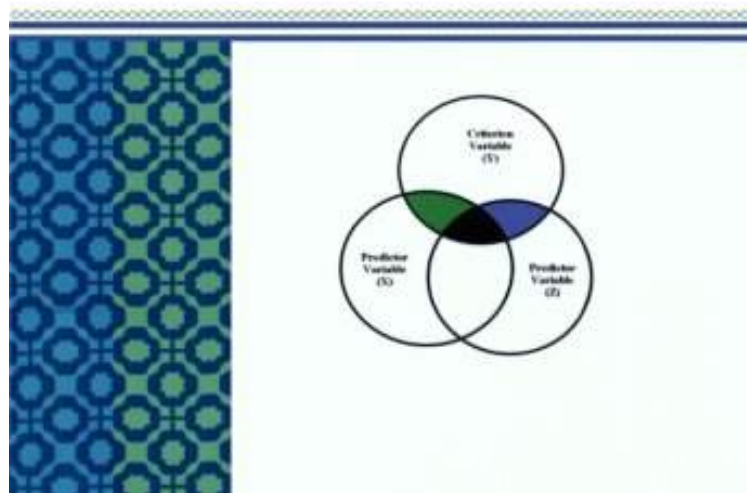 Criterion
Variable
(Y)
Predictor
Variable
(X)
Predictor
Variable
(Z)